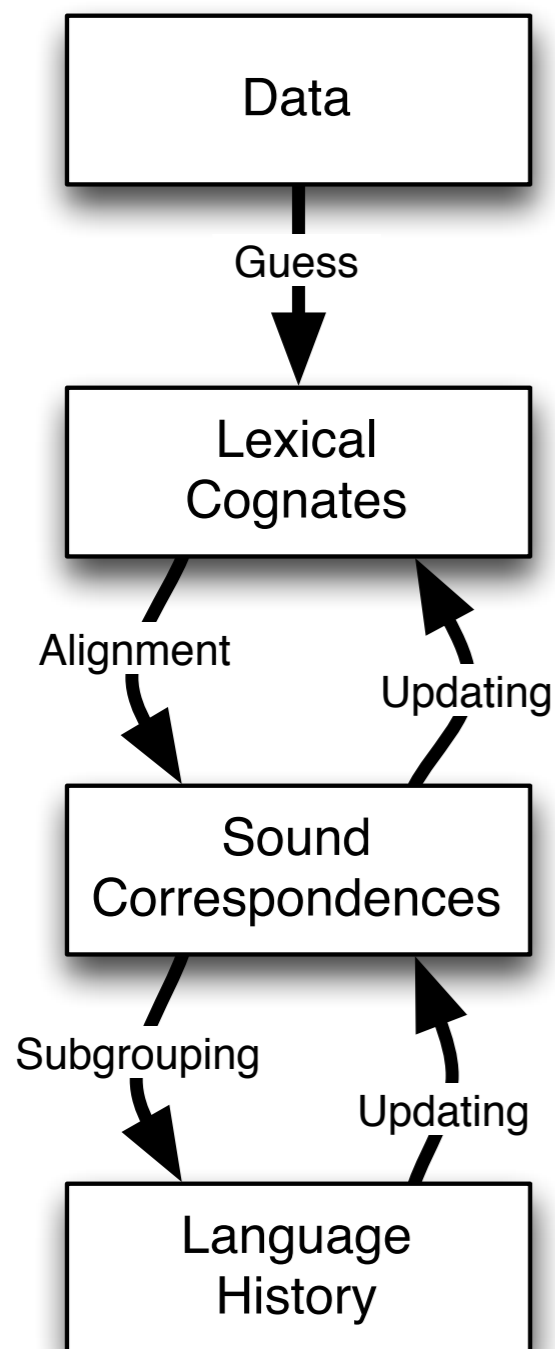 Data
Guess
Lexical
Cognates
Alignment
Updating
Sound
Correspondences
Subgrouping
Updating
Language
History